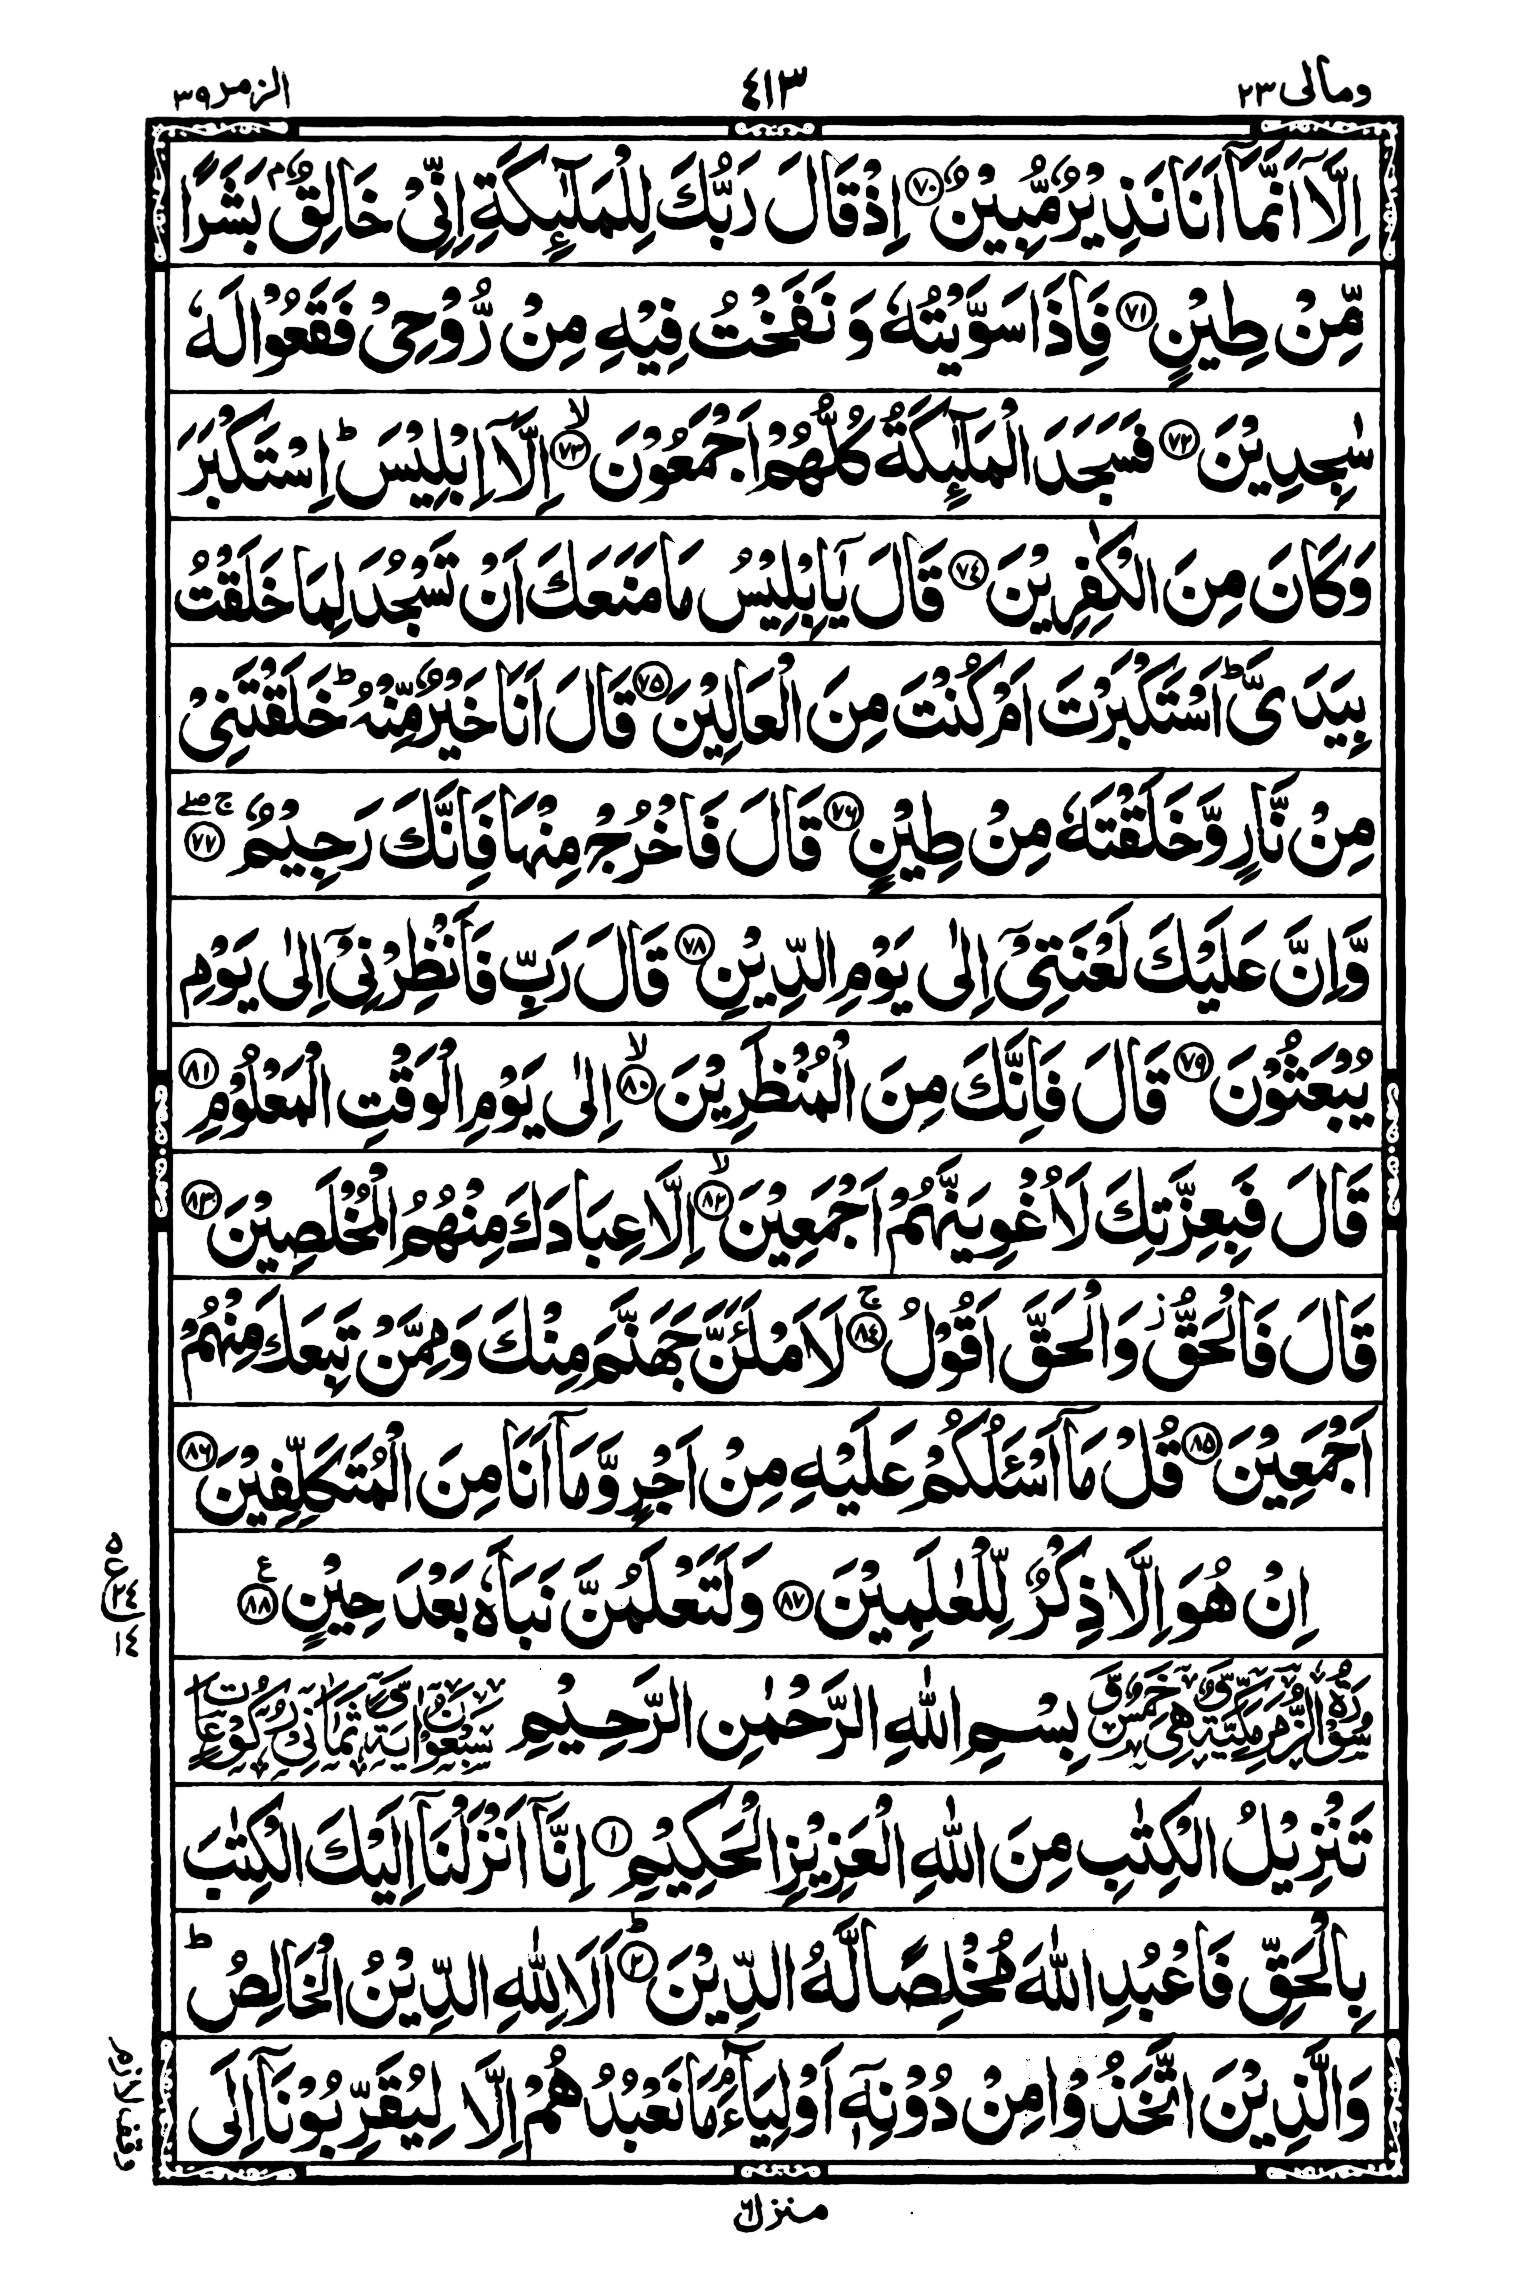 ومالی ٢٣
٤١٣
الزمر ٣٩
اِلَّاۤ اَنَّمَاۤ اَنَا نَذِیْرٌ مُّبِیْنٌ ﴿٧٠﴾ اِذْ قَالَ رَبُّكَ لِلْمَلٰٓئِكَةِ اِنِّیْ خَالِقٌۢ بَشَرًا
مِّنْ طِیْنٍ ﴿٧١﴾ فَاِذَا سَوَّیْتُهٗ وَ نَفَخْتُ فِیْهِ مِنْ رُّوْحِیْ فَقَعُوْا لَهٗ
سٰجِدِیْنَ ﴿٧٢﴾ فَسَجَدَ الْمَلٰٓئِكَةُ كُلُّهُمْ اَجْمَعُوْنَ ﴿٧٣﴾ۙ اِلَّاۤ اِبْلِیْسَ ؕ اِسْتَكْبَرَ
وَكَانَ مِنَ الْكٰفِرِیْنَ ﴿٧٤﴾ قَالَ یٰۤاِبْلِیْسُ مَا مَنَعَكَ اَنْ تَسْجُدَ لِمَا خَلَقْتُ
بِیَدَیَّ ؕ اَسْتَكْبَرْتَ اَمْ كُنْتَ مِنَ الْعَالِیْنَ ﴿٧٥﴾ قَالَ اَنَا خَیْرٌ مِّنْهُ ؕ خَلَقْتَنِیْ
مِنْ نَّارٍ وَّخَلَقْتَهٗ مِنْ طِیْنٍ ﴿٧٦﴾ قَالَ فَاخْرُجْ مِنْهَا فَاِنَّكَ رَجِیْمٌ ﴿٧٧﴾ۚۖ
وَّاِنَّ عَلَیْكَ لَعْنَتِیْۤ اِلٰی یَوْمِ الدِّیْنِ ﴿٧٨﴾ قَالَ رَبِّ فَاَنْظِرْنِیْۤ اِلٰی یَوْمِ
یُبْعَثُوْنَ ﴿٧٩﴾ قَالَ فَاِنَّكَ مِنَ الْمُنْظَرِیْنَ ﴿٨٠﴾ۙ اِلٰی یَوْمِ الْوَقْتِ الْمَعْلُوْمِ ﴿٨١﴾
قَالَ فَبِعِزَّتِكَ لَاُغْوِیَنَّهُمْ اَجْمَعِیْنَ ﴿٨٢﴾ۙ اِلَّا عِبَادَكَ مِنْهُمُ الْمُخْلَصِیْنَ ﴿٨٣﴾
قَالَ فَالْحَقُّ ؗ وَالْحَقَّ اَقُوْلُ ﴿٨٤﴾ۚ لَاَمْلَـَٔنَّ جَهَنَّمَ مِنْكَ وَمِمَّنْ تَبِعَكَ مِنْهُمْ
اَجْمَعِیْنَ ﴿٨٥﴾ قُلْ مَاۤ اَسْـَٔلُكُمْ عَلَیْهِ مِنْ اَجْرٍ وَّمَاۤ اَنَا مِنَ الْمُتَكَلِّفِیْنَ ﴿٨٦﴾
اِنْ هُوَ اِلَّا ذِكْرٌ لِّلْعٰلَمِیْنَ ﴿٨٧﴾ وَلَتَعْلَمُنَّ نَبَاَهٗ بَعْدَ حِیْنٍ ﴿٨٨﴾ ع
٥
ع
٢٤
١٤
سُوْرَةُ الزُّمَرِ مَكِّیَّةٌ وَّهِیَ خَمْسٌ وَّ بِسْمِ اللّٰهِ الرَّحْمٰنِ الرَّحِیْمِ سَبْعُوْنَ اٰیَةً وَّثَمَانِیْ رُكُوْعَاتٍ
تَنْزِیْلُ الْكِتٰبِ مِنَ اللّٰهِ الْعَزِیْزِ الْحَكِیْمِ ﴿١﴾ اِنَّاۤ اَنْزَلْنَاۤ اِلَیْكَ الْكِتٰبَ
بِالْحَقِّ فَاعْبُدِ اللّٰهَ مُخْلِصًا لَّهُ الدِّیْنَ ﴿٢﴾ؕ اَلَا لِلّٰهِ الدِّیْنُ الْخَالِصُ ؕ
وَالَّذِیْنَ اتَّخَذُوْا مِنْ دُوْنِهٖۤ اَوْلِیَآءَ ۘ مَا نَعْبُدُهُمْ اِلَّا لِیُقَرِّبُوْنَاۤ اِلَی
وقف لازم
منزل ٦